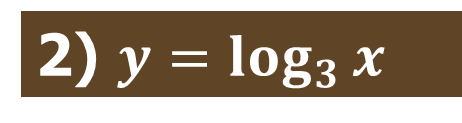 2) y = log₃ x